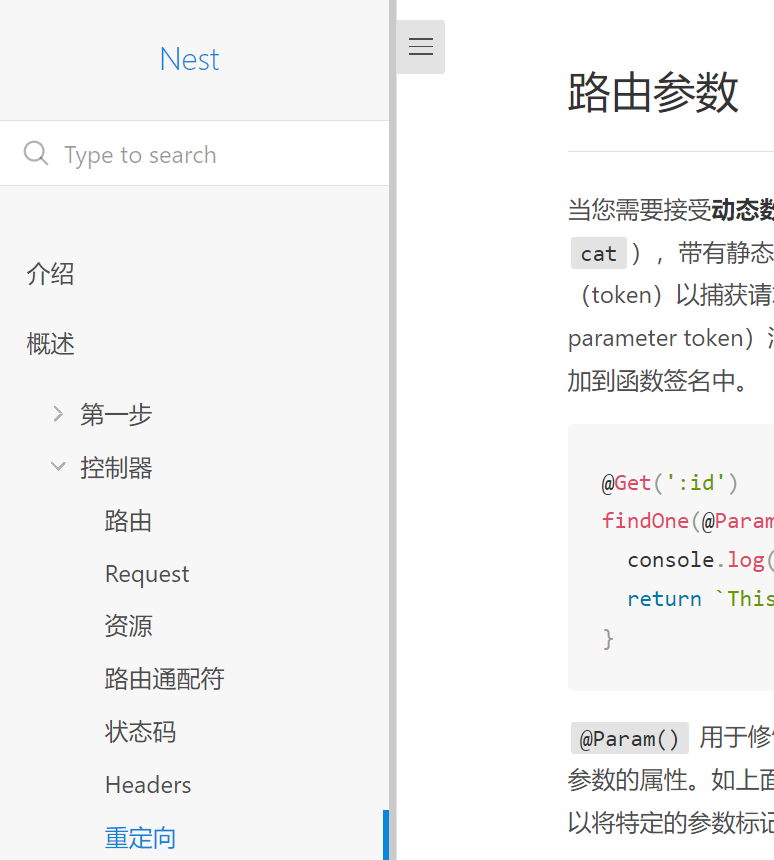 Nest
Type to search
介绍
概述
第一步
控制器
路由
Request
资源
路由通配符
状态码
Headers
重定向
路由参数
当您需要接受动态数
cat ），带有静态
（token）以捕获请
parameter token）
加到函数签名中。
@Get(':id')
findOne(@Param
console.log(
return `This
}
@Param() 用于修
参数的属性。如上面
以将特定的参数标记